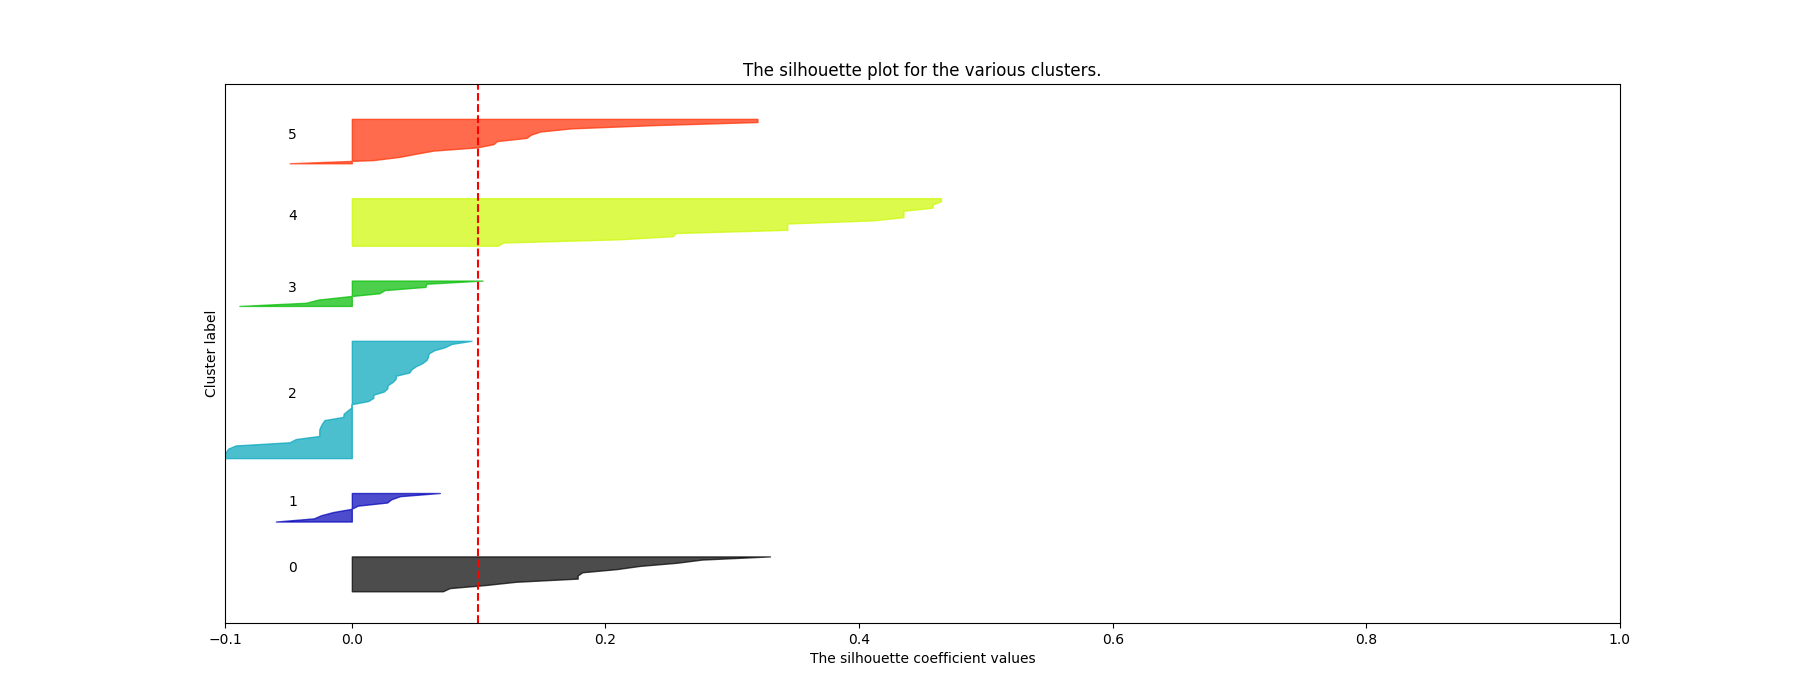 The silhouette plot for the various clusters.
5
4
3
2
1
0
Cluster label
−0.1 0.0 0.2 0.4 0.6 0.8 1.0
The silhouette coefficient values